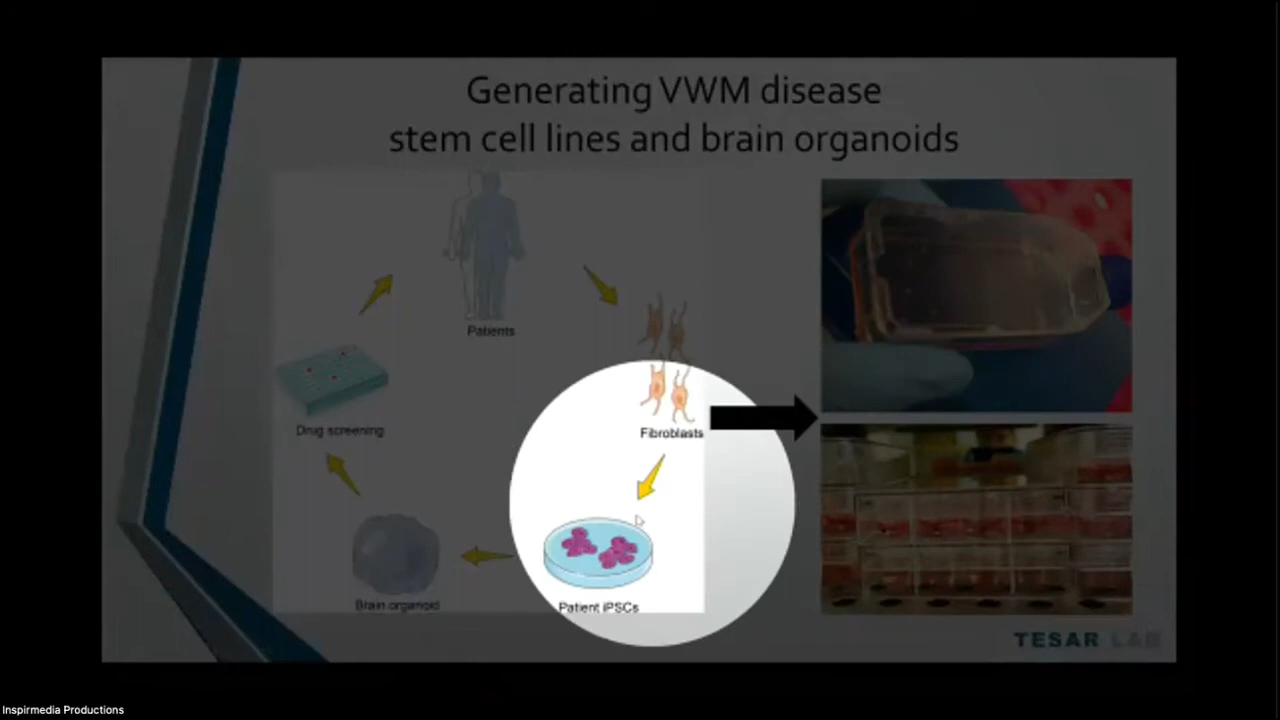 Generating VWM disease
stem cell lines and brain organoids
Patients
Fibroblasts
Drug screening
Brain organoid
Patient iPSCs
TESAR LAB
Inspirmedia Productions